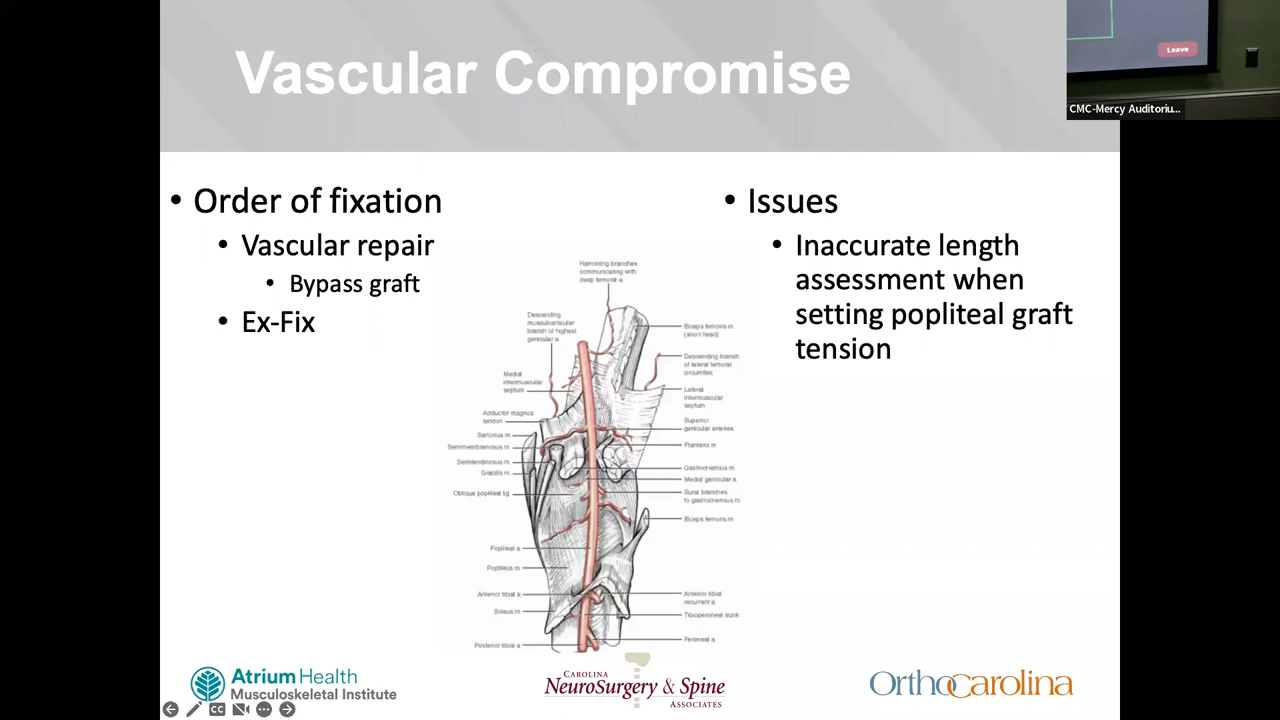 Vascular Compromise
Leave
CMC-Mercy Auditoriu...
• Order of fixation
• Vascular repair
• Bypass graft
• Ex-Fix
• Issues
• Inaccurate length
assessment when
setting popliteal graft
tension
Hamstring branches
communicating with
deep femoral a.
Descending
musculoarticular
branch of highest
genicular a.
Medial
intermuscular
septum
Adductor magnus
tendon
Sartorius m.
Semimembranosus m.
Semitendinosus m.
Gracilis m.
Oblique popliteal lig.
Popliteal a.
Popliteus m.
Anterior tibial a.
Soleus m.
Posterior tibial a.
Biceps femoris m.
(short head)
Descending branch
of lateral femoral
circumflex
Lateral
intermuscular
septum
Superior
genicular arteries
Plantaris m.
Gastrocnemius m.
Medial genicular a.
Sural branches
to gastrocnemius m.
Biceps femoris m.
Anterior tibial
recurrent a.
Tibioperoneal trunk
Peroneal a.
Atrium Health
Musculoskeletal Institute
CAROLINA
NEUROSURGERY & SPINE
ASSOCIATES
OrthoCarolina
CC